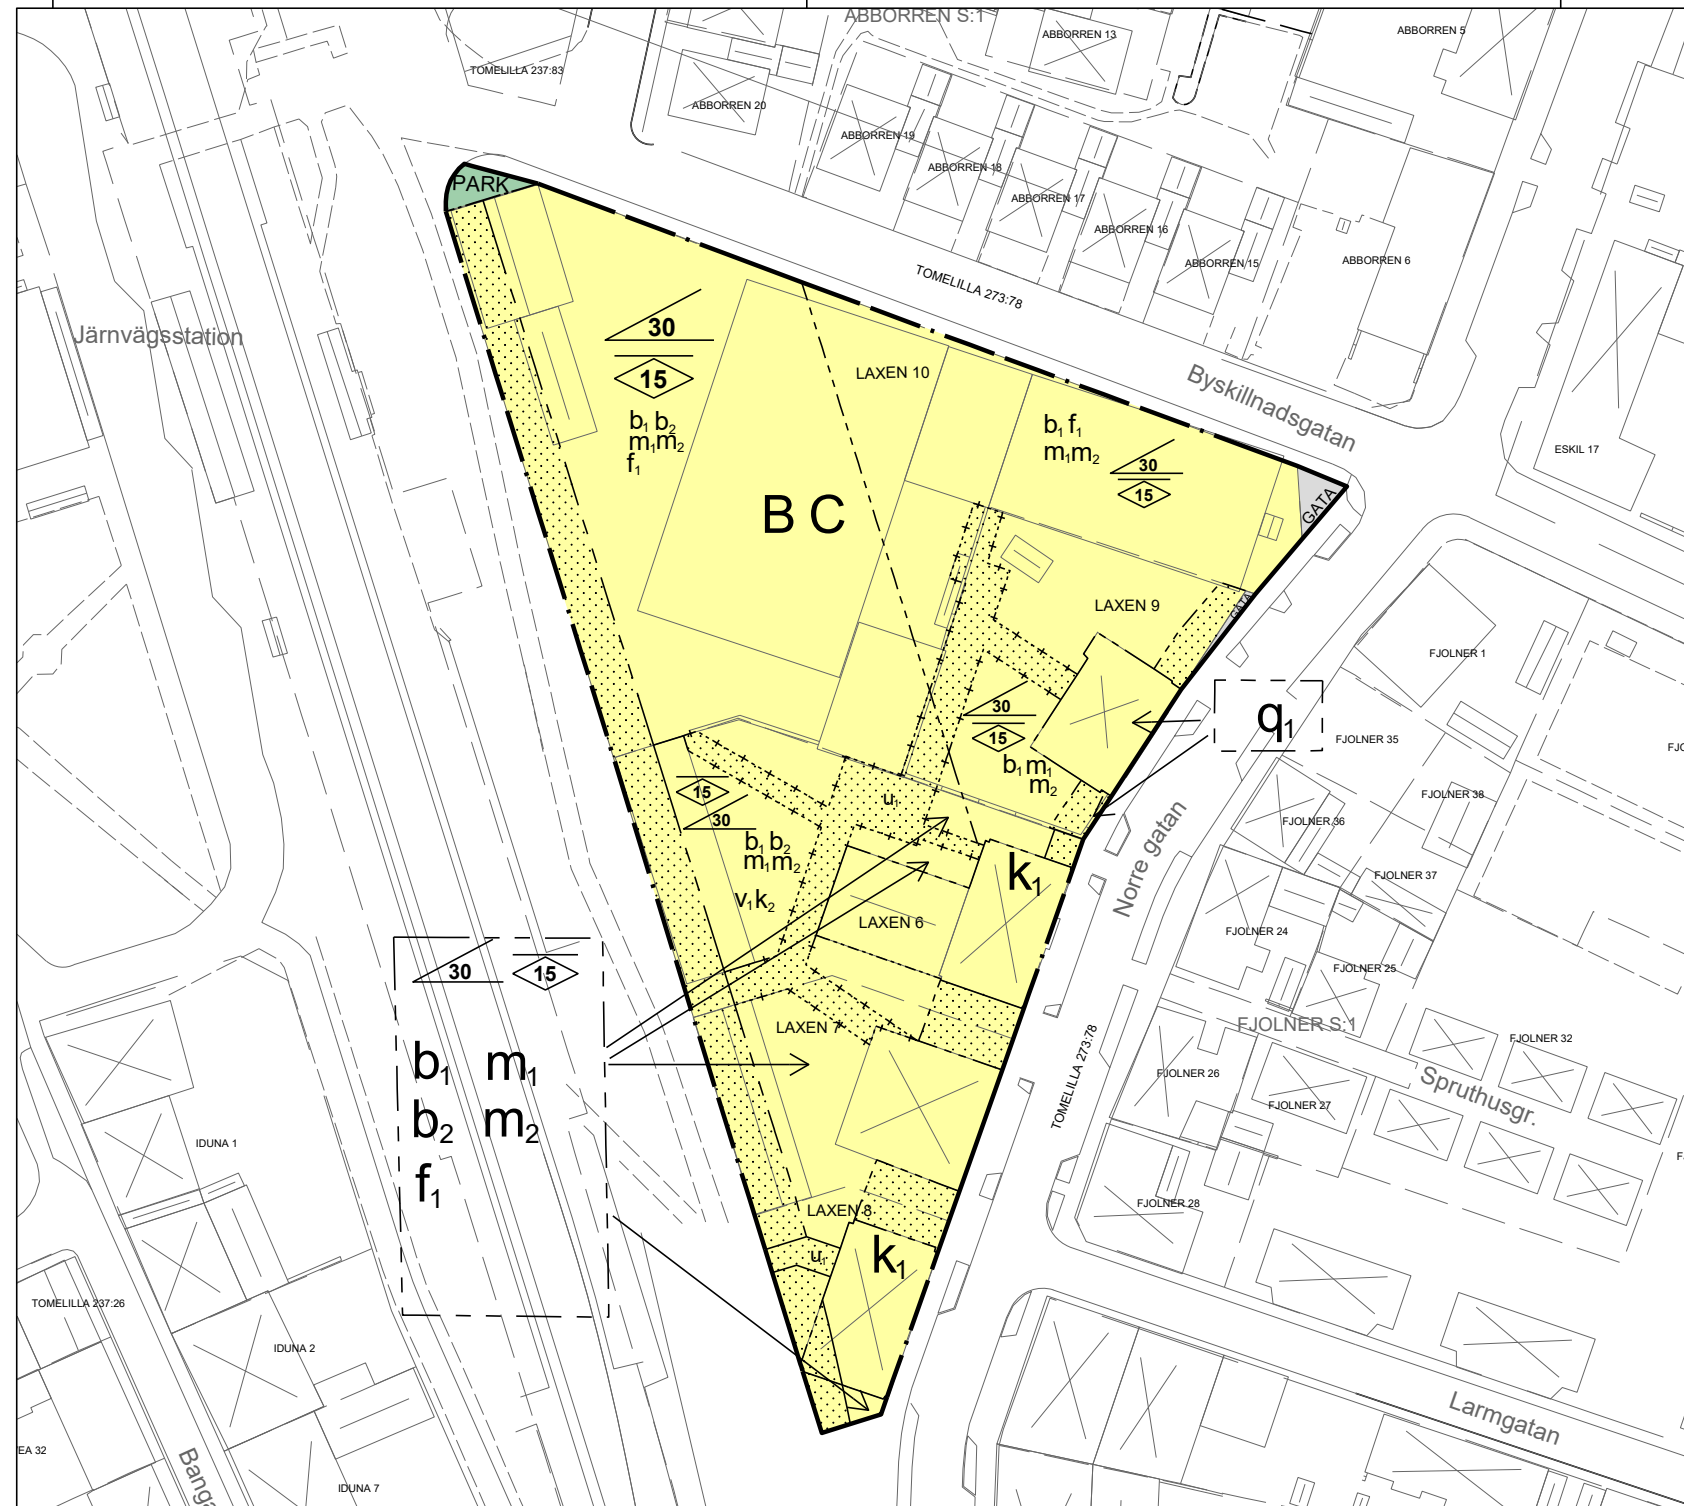 ABBORREN S:1
ABBORREN 13
ABBORREN 5
TOMELILLA 237:83
ABBORREN 20
ABBORREN 19
ABBORREN 18
ABBORREN 17
ABBORREN 16
ABBORREN 15
ABBORREN 6
PARK
TOMELILLA 273:78
Järnvägsstation
30
15
b₁ b₂
m₁m₂
f₁
LAXEN 10
Byskillnadsgatan
b₁ f₁
m₁m₂
30
15
ESKIL 17
B C
GATA
GATA
LAXEN 9
FJOLNER 1
30
15
b₁m₁
m₂
q₁
FJOLNER 35
FJO
15
30
b₁ b₂
m₁m₂
v₁k₂
u₁
FJOLNER 38
FJOLNER 36
FJOLNER 37
k₁
Norre gatan
LAXEN 6
FJOLNER 24
FJOLNER 25
30
15
b₁ m₁
b₂ m₂
f₁
LAXEN 7
FJOLNER S:1
FJOLNER 32
TOMELILLA 273:78
FJOLNER 26
Spruthusgr.
FJOLNER 27
IDUNA 1
F
FJOLNER 28
LAXEN 8
u₁
k₁
TOMELILLA 237:26
IDUNA 2
Larmgatan
EA 32
Banga
IDUNA 7